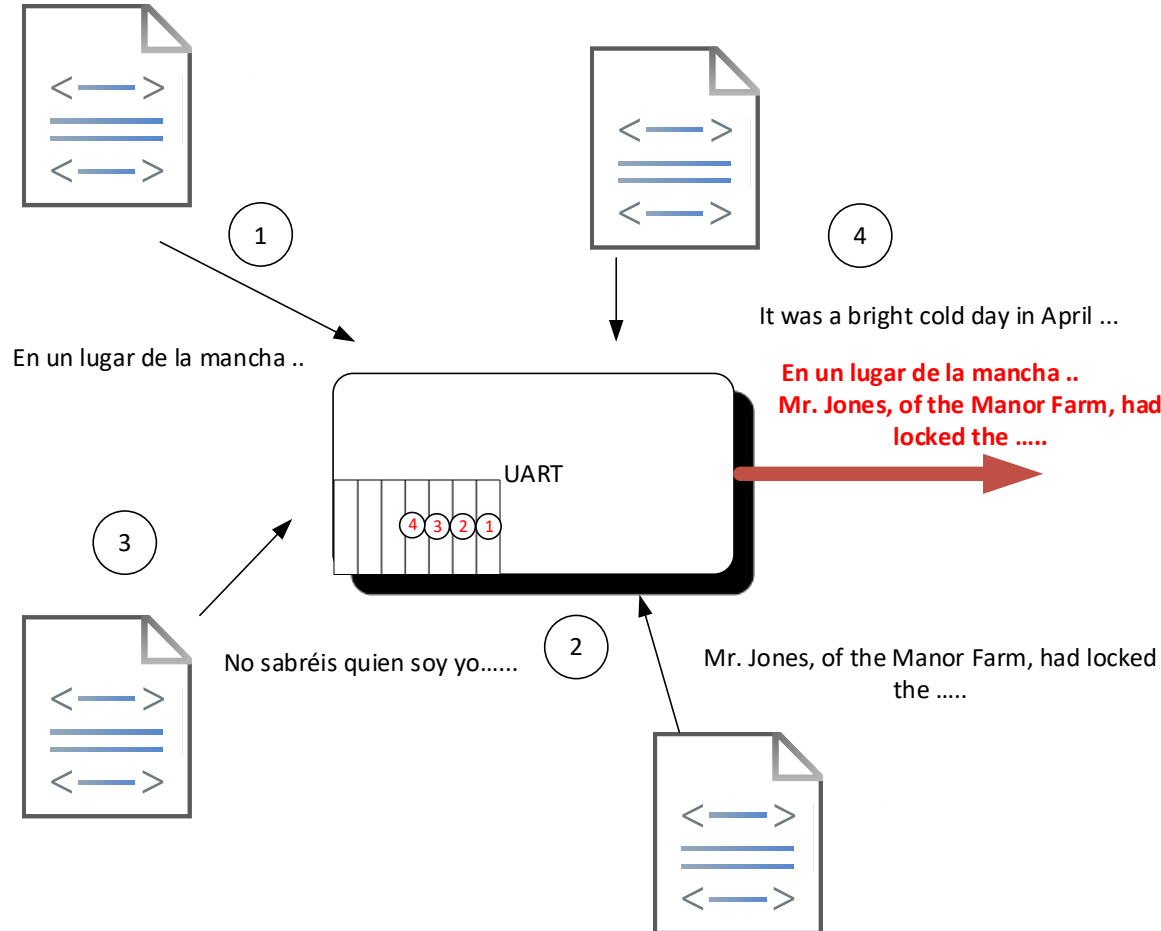 1
4
It was a bright cold day in April ...
En un lugar de la mancha ..
En un lugar de la mancha ..
Mr. Jones, of the Manor Farm, had
locked the …..
UART
4 3 2 1
3
2
No sabréis quien soy yo…...
Mr. Jones, of the Manor Farm, had locked
the …..